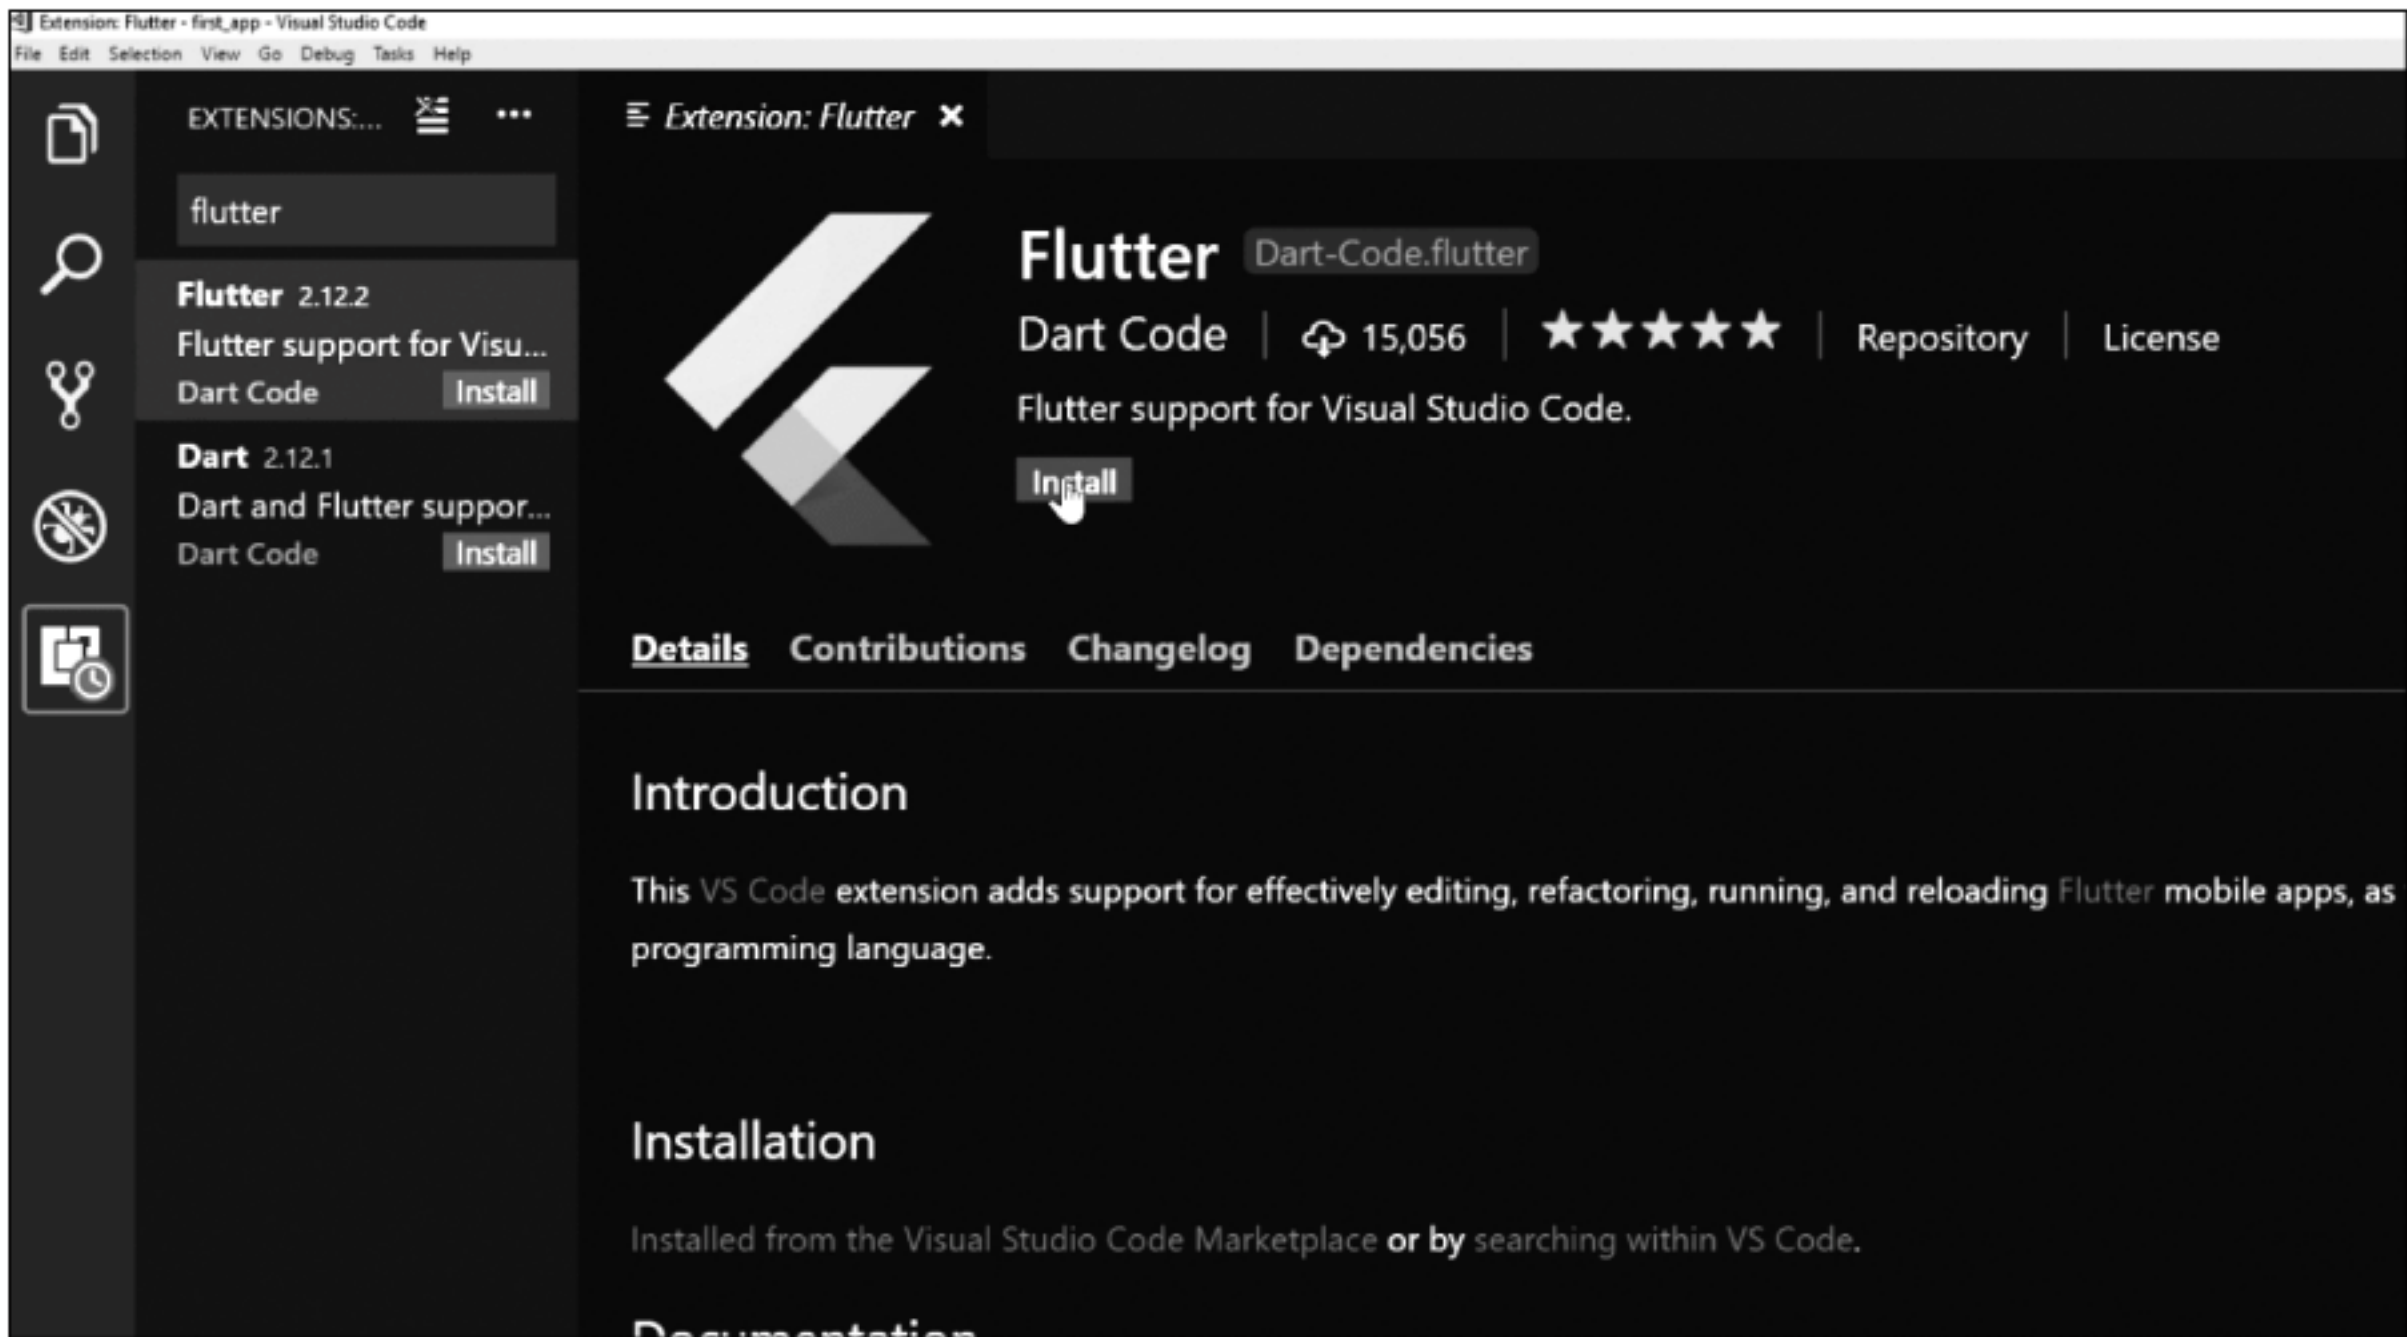 Extension: Flutter - first_app - Visual Studio Code
File Edit Selection View Go Debug Tasks Help
EXTENSIONS:...
flutter
Flutter 2.12.2
Flutter support for Visu...
Dart Code Install
Dart 2.12.1
Dart and Flutter suppor...
Dart Code Install
Extension: Flutter
Flutter Dart-Code.flutter
Dart Code 15,056 Repository License
Flutter support for Visual Studio Code.
Install
Details Contributions Changelog Dependencies
Introduction
This VS Code extension adds support for effectively editing, refactoring, running, and reloading Flutter mobile apps, as
programming language.
Installation
Installed from the Visual Studio Code Marketplace or by searching within VS Code.
Documentation